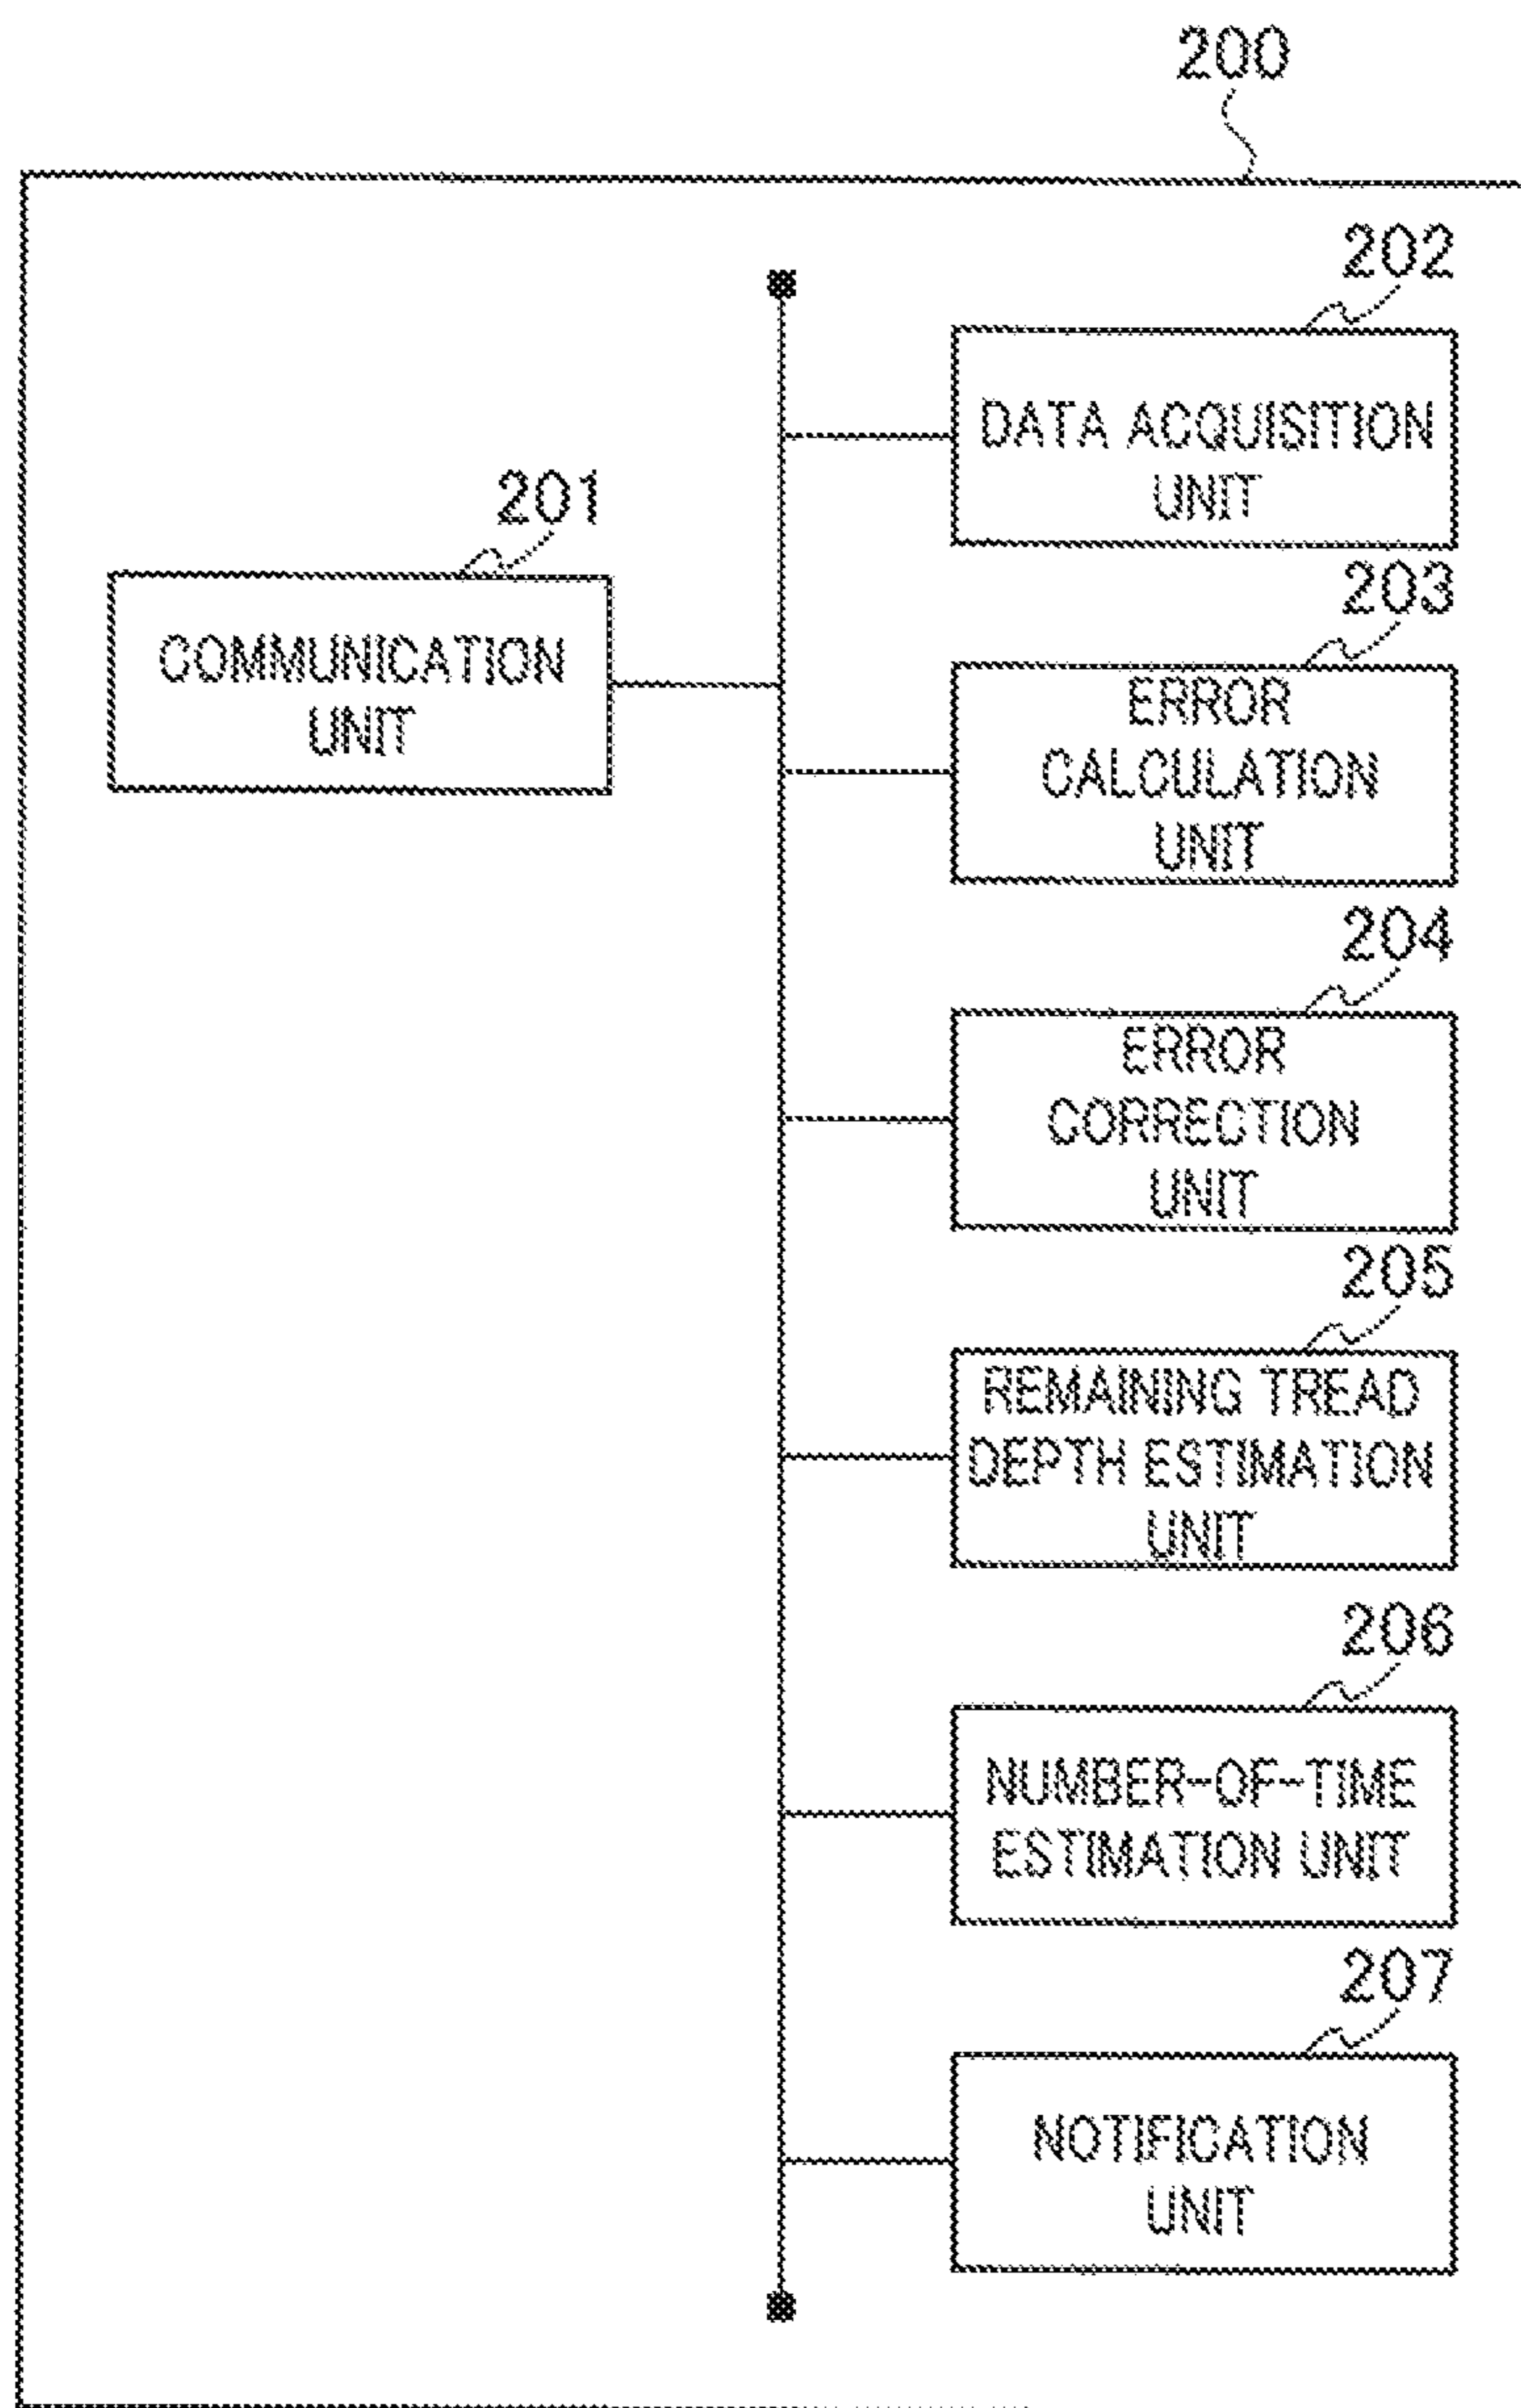 200
202
DATA ACQUISITION
UNIT
201
COMMUNICATION
UNIT
203
ERROR
CALCULATION
UNIT
204
ERROR
CORRECTION
UNIT
205
REMAINING TREAD
DEPTH ESTIMATION
UNIT
206
NUMBER-OF-TIME
ESTIMATION UNIT
207
NOTIFICATION
UNIT